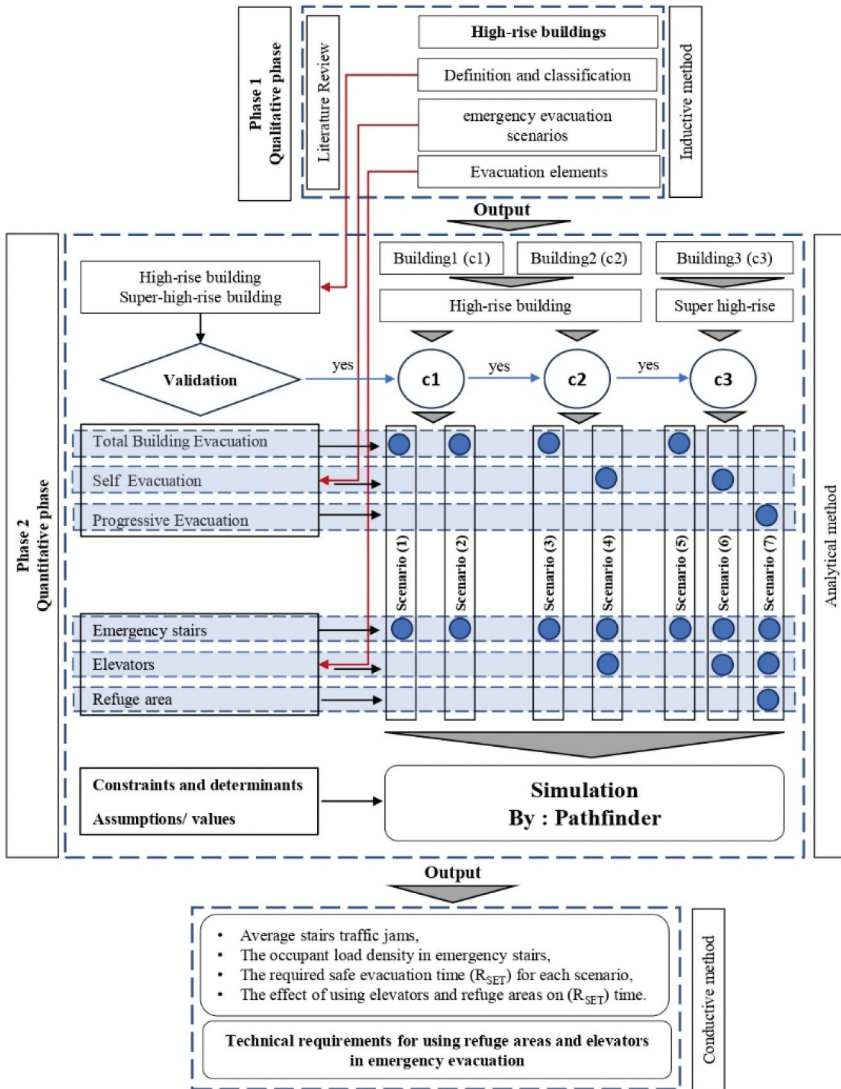 Phase 1
Qualitative phase
Literature Review
High-rise buildings
Definition and classification
emergency evacuation
scenarios
Evacuation elements
Inductive method
Output
Phase 2
Quantitative phase
High-rise building
Super-high-rise building
Building1 (c1)
Building2 (c2)
Building3 (c3)
High-rise building
Super high-rise
Validation
yes
c1
yes
c2
yes
c3
Total Building Evacuation
Self Evacuation
Progressive Evacuation
Scenario (1)
Scenario (2)
Scenario (3)
Scenario (4)
Scenario (5)
Scenario (6)
Scenario (7)
Emergency stairs
Elevators
Refuge area
Constraints and determinants
Assumptions/ values
Simulation
By : Pathfinder
Analytical method
Output
• Average stairs traffic jams,
• The occupant load density in emergency stairs,
• The required safe evacuation time (RSET) for each scenario,
• The effect of using elevators and refuge areas on (RSET) time.
Technical requirements for using refuge areas and elevators
in emergency evacuation
Conductive method